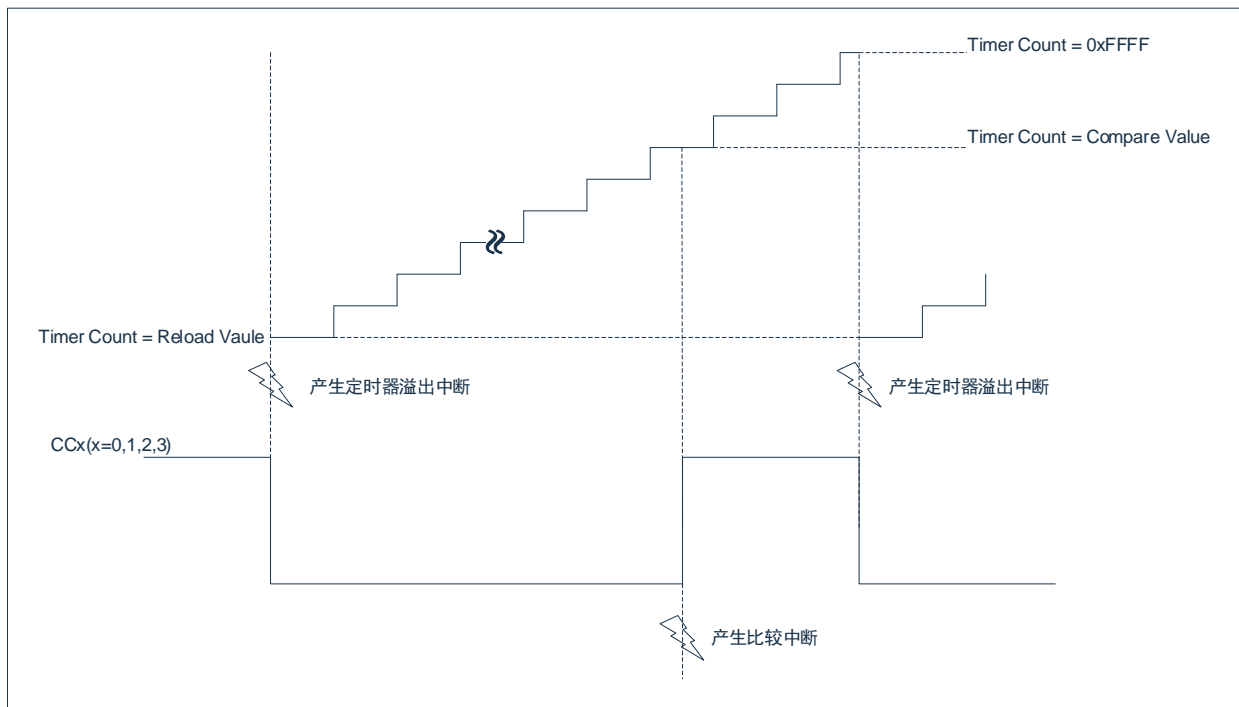 Timer Count = 0xFFFF
Timer Count = Compare Value
Timer Count = Reload Vaule
产生定时器溢出中断
产生定时器溢出中断
CCx(x=0,1,2,3)
产生比较中断